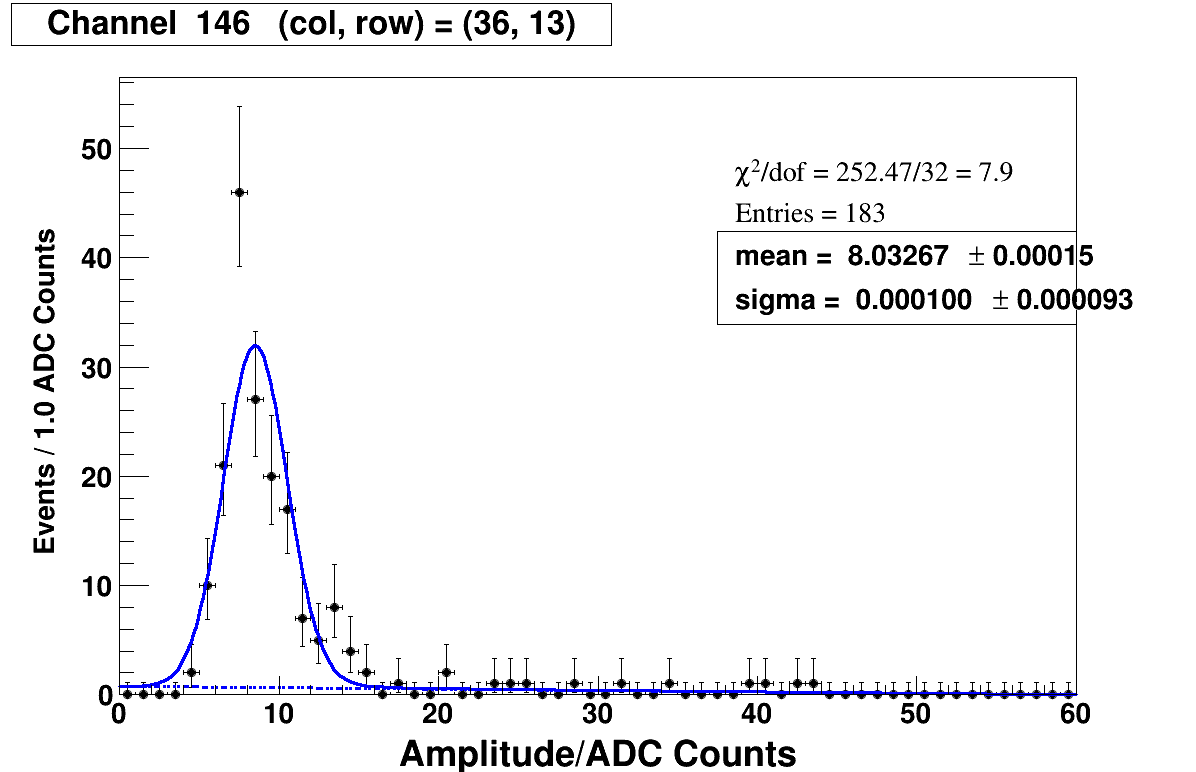 Channel 146 (col, row) = (36, 13)
χ²/dof = 252.47/32 = 7.9
Entries = 183
mean = 8.03267 ± 0.00015
sigma = 0.000100 ± 0.000093
Events / 1.0 ADC Counts
50
40
30
20
10
0
0 10 20 30 40 50 60
Amplitude/ADC Counts